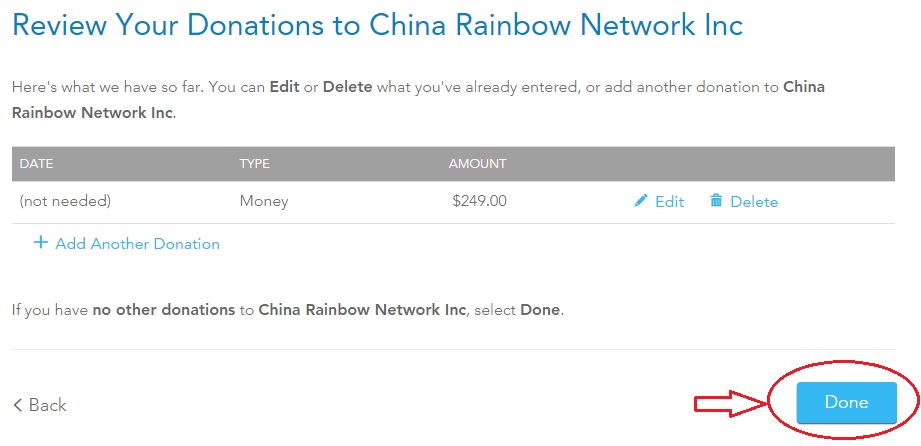 Review Your Donations to China Rainbow Network Inc
Here's what we have so far. You can Edit or Delete what you've already entered, or add another donation to China
Rainbow Network Inc.
DATE TYPE AMOUNT
(not needed) Money $249.00 Edit Delete
+ Add Another Donation
If you have no other donations to China Rainbow Network Inc, select Done.
< Back Done